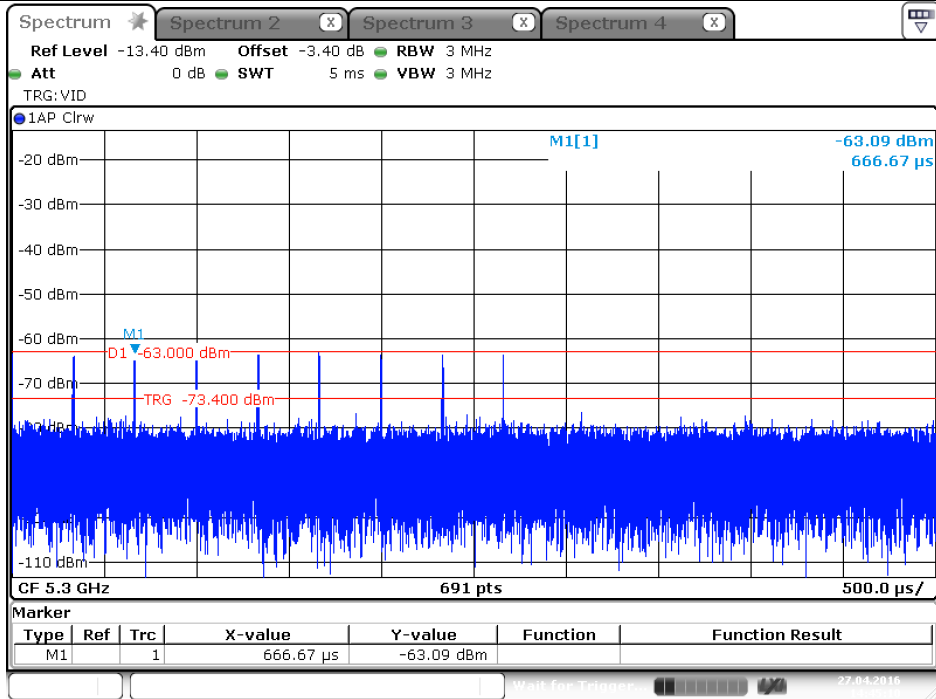 Spectrum Spectrum 2 X Spectrum 3 X Spectrum 4 X
Ref Level -13.40 dBm Offset -3.40 dB RBW 3 MHz
Att 0 dB SWT 5 ms VBW 3 MHz
TRG:VID
1AP Clrw
M1[1] -63.09 dBm
666.67 µs
-20 dBm
-30 dBm
-40 dBm
-50 dBm
-60 dBm
M1
D1 -63.000 dBm
-70 dBm
TRG -73.400 dBm
-110 dBm
CF 5.3 GHz 691 pts 500.0 µs/
Marker
Type Ref Trc X-value Y-value Function Function Result
M1 1 666.67 µs -63.09 dBm
Wait for Trigger...
27.04.2016